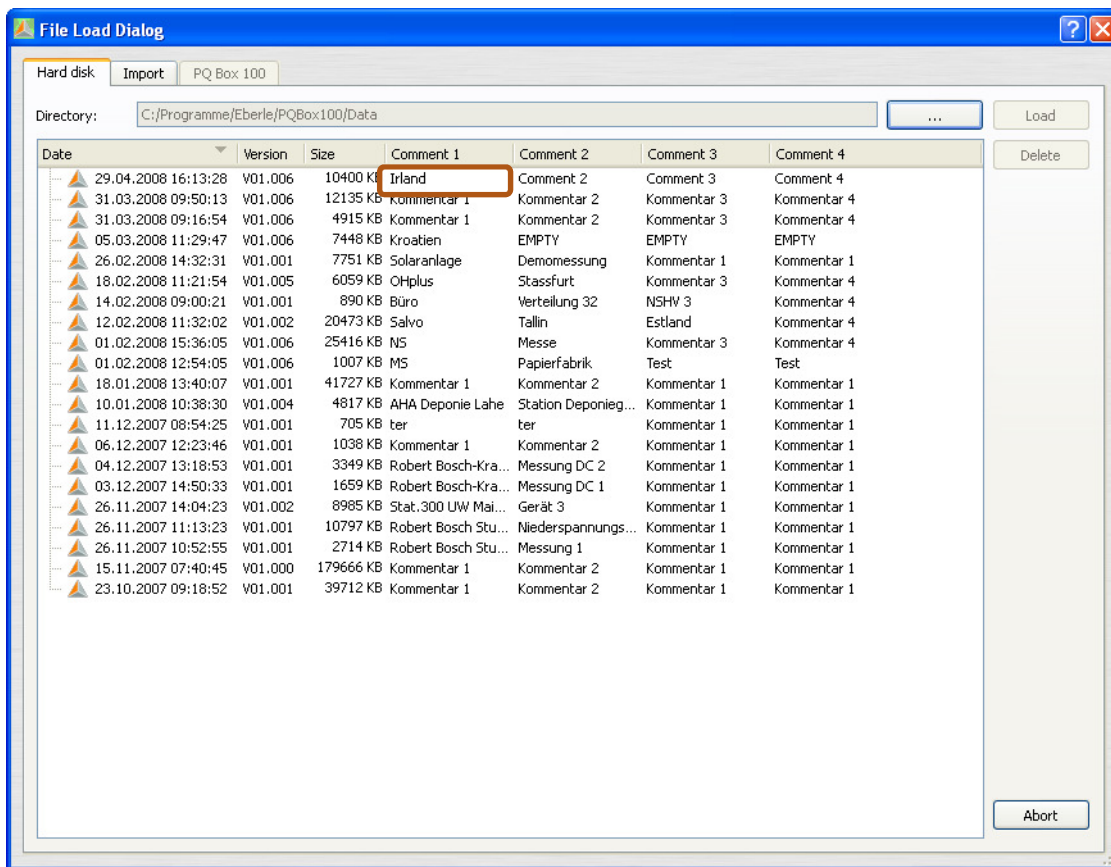 File Load Dialog
Hard disk Import PQ Box 100
Directory: C:/Programme/Eberle/PQBox100/Data ... Load
Date Version Size Comment 1 Comment 2 Comment 3 Comment 4 Delete
29.04.2008 16:13:28 V01.006 10400 KB Irland Comment 2 Comment 3 Comment 4
31.03.2008 09:50:13 V01.006 12135 KB Kommentar 1 Kommentar 2 Kommentar 3 Kommentar 4
31.03.2008 09:16:54 V01.006 4915 KB Kommentar 1 Kommentar 2 Kommentar 3 Kommentar 4
05.03.2008 11:29:47 V01.006 7448 KB Kroatien EMPTY EMPTY EMPTY
26.02.2008 14:32:31 V01.001 7751 KB Solaranlage Demomessung Kommentar 1 Kommentar 1
18.02.2008 11:21:54 V01.005 6059 KB OHplus Stassfurt Kommentar 3 Kommentar 4
14.02.2008 09:00:21 V01.001 890 KB Büro Verteilung 32 NSHV 3 Kommentar 4
12.02.2008 11:32:02 V01.002 20473 KB Salvo Tallin Estland Kommentar 4
01.02.2008 15:36:05 V01.006 25416 KB NS Messe Kommentar 3 Kommentar 4
01.02.2008 12:54:05 V01.006 1007 KB MS Papierfabrik Test Test
18.01.2008 13:40:07 V01.001 41727 KB Kommentar 1 Kommentar 2 Kommentar 1 Kommentar 1
10.01.2008 10:38:30 V01.004 4817 KB AHA Deponie Lahe Station Deponieg... Kommentar 1 Kommentar 1
11.12.2007 08:54:25 V01.001 705 KB ter ter Kommentar 1 Kommentar 1
06.12.2007 12:23:46 V01.001 1038 KB Kommentar 1 Kommentar 2 Kommentar 1 Kommentar 1
04.12.2007 13:18:53 V01.001 3349 KB Robert Bosch-Kra... Messung DC 2 Kommentar 1 Kommentar 1
03.12.2007 14:50:33 V01.001 1659 KB Robert Bosch-Kra... Messung DC 1 Kommentar 1 Kommentar 1
26.11.2007 14:04:23 V01.002 8985 KB Stat.300 UW Mai... Gerät 3 Kommentar 1 Kommentar 1
26.11.2007 11:13:23 V01.001 10797 KB Robert Bosch Stu... Niederspannungs... Kommentar 1 Kommentar 1
26.11.2007 10:52:55 V01.001 2714 KB Robert Bosch Stu... Messung 1 Kommentar 1 Kommentar 1
15.11.2007 07:40:45 V01.000 179666 KB Kommentar 1 Kommentar 2 Kommentar 1 Kommentar 1
23.10.2007 09:18:52 V01.001 39712 KB Kommentar 1 Kommentar 2 Kommentar 1 Kommentar 1
Abort